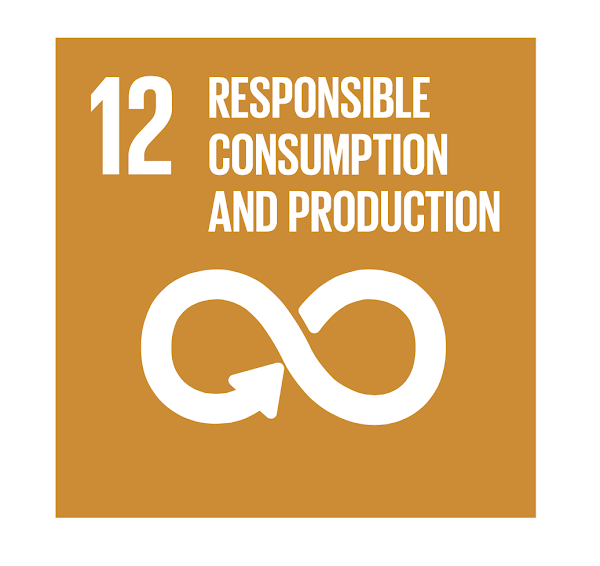 12 RESPONSIBLE
CONSUMPTION
AND PRODUCTION